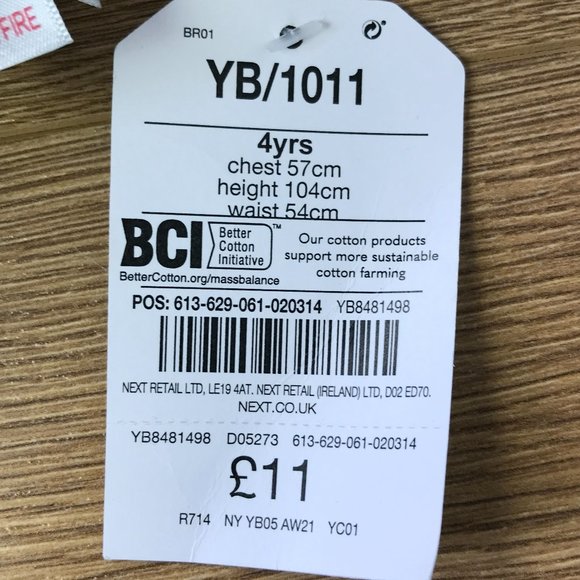 FIRE
BR01
YB/1011
4yrs
chest 57cm
height 104cm
waist 54cm
BCI Better Cotton Initiative ™
Our cotton products
support more sustainable
cotton farming
BetterCotton.org/massbalance
POS: 613-629-061-020314 YB8481498
NEXT RETAIL LTD, LE19 4AT. NEXT RETAIL (IRELAND) LTD, D02 ED70.
NEXT.CO.UK
YB8481498 D05273 613-629-061-020314
£11
R714 NY YB05 AW21 YC01